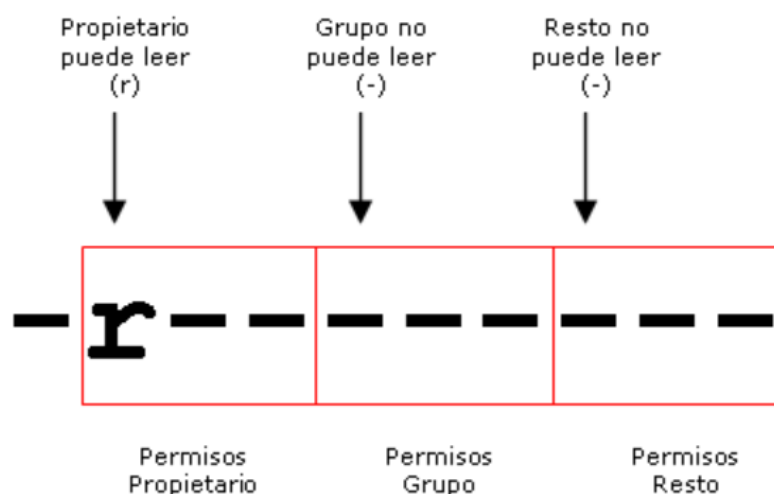 Propietario
puede leer
(r)
Grupo no
puede leer
(-)
Resto no
puede leer
(-)
-r--------
Permisos
Propietario
Permisos
Grupo
Permisos
Resto